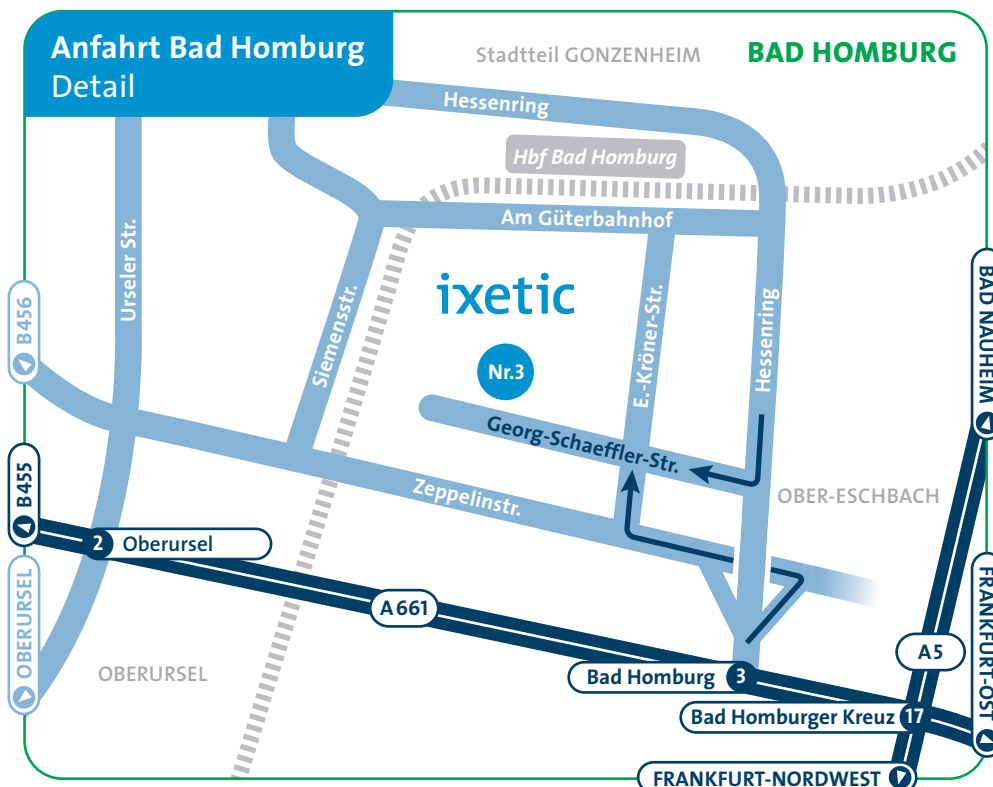 Anfahrt Bad Homburg
Detail
Stadtteil GONZENHEIM
BAD HOMBURG
Hessenring
Hbf Bad Homburg
Am Güterbahnhof
Urseler Str.
Siemensstr.
ixetic
E.-Kröner-Str.
Hessenring
BAD NAUHEIM
B456
Nr.3
Georg-Schaeffler-Str.
B455
Zeppelinstr.
OBER-ESCHBACH
2 Oberursel
OBERURSEL
A 661
FRANKFURT-OST
A 5
OBERURSEL
Bad Homburg 3
Bad Homburger Kreuz 17
FRANKFURT-NORDWEST